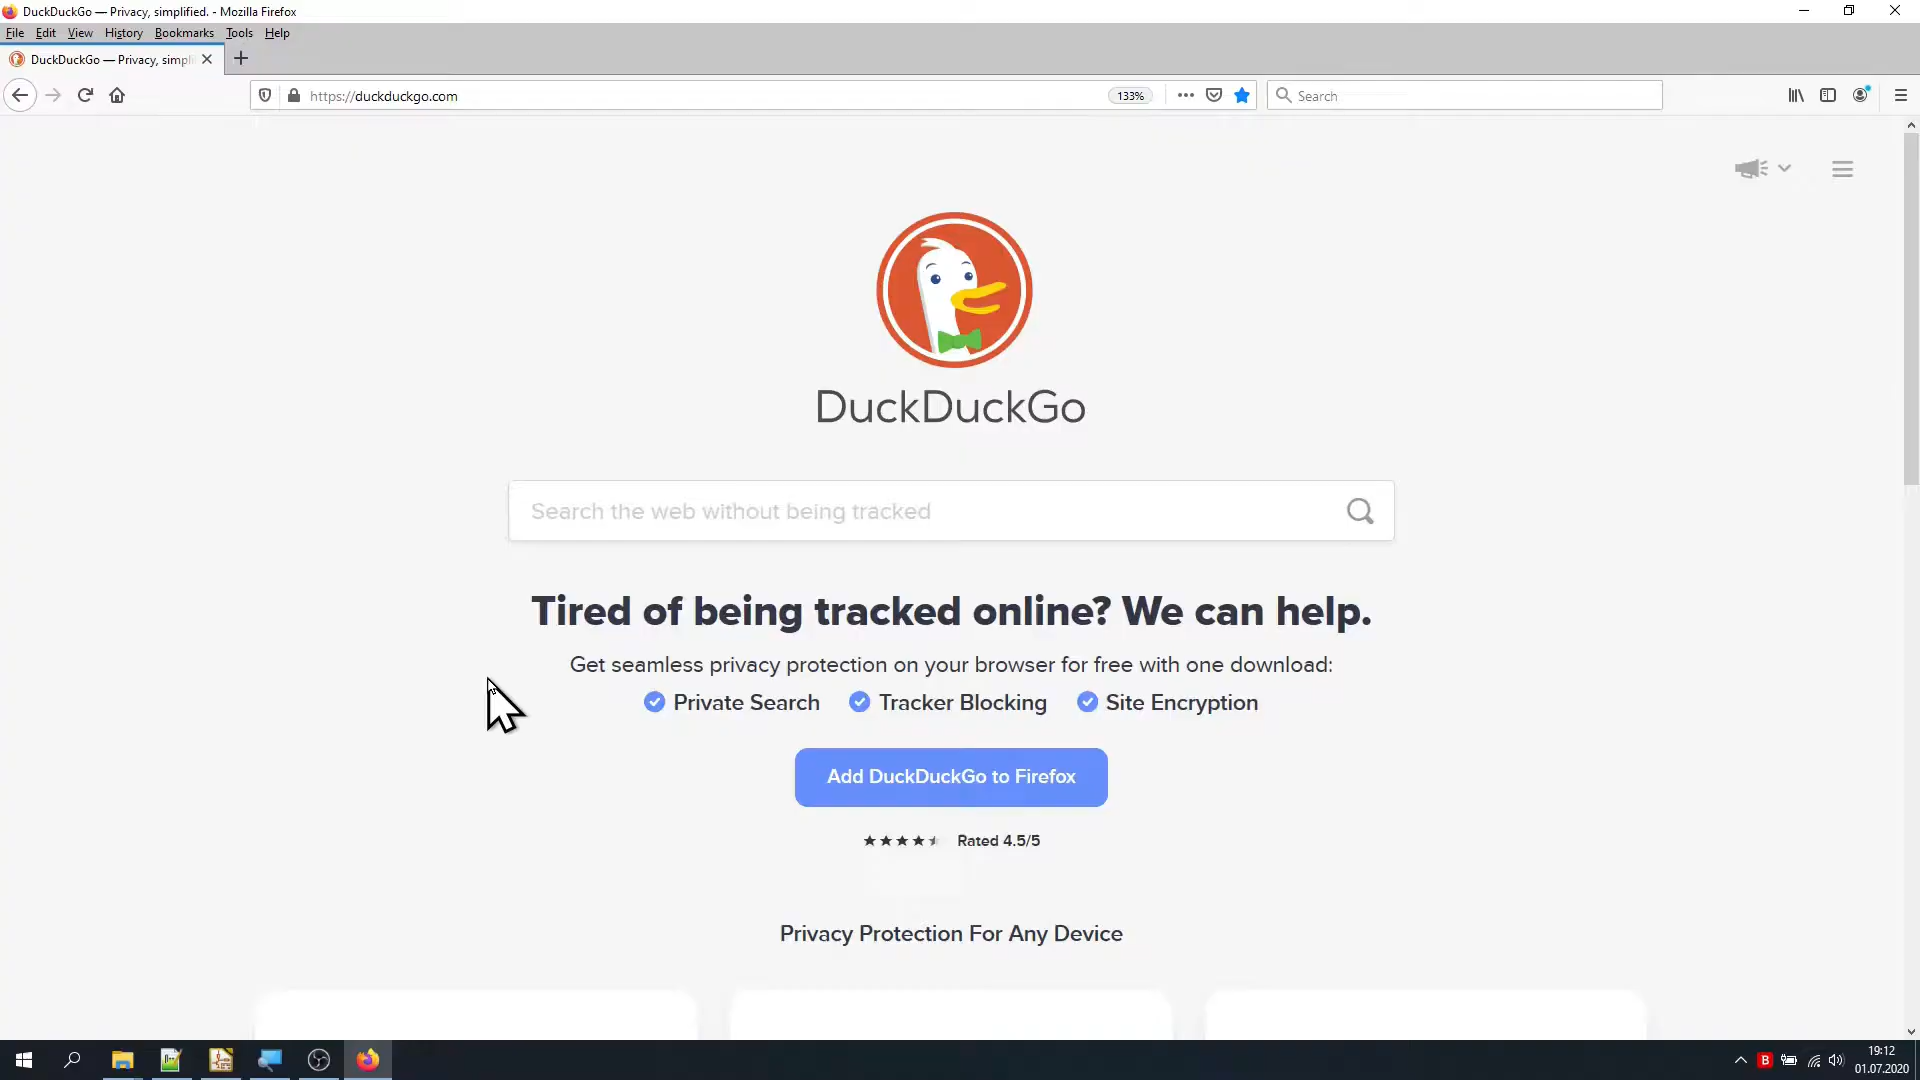 DuckDuckGo — Privacy, simplified. - Mozilla Firefox
File Edit View History Bookmarks Tools Help
DuckDuckGo — Privacy, simpli
https://duckduckgo.com 133% Search
DuckDuckGo
Search the web without being tracked
Tired of being tracked online? We can help.
Get seamless privacy protection on your browser for free with one download:
Private Search Tracker Blocking Site Encryption
Add DuckDuckGo to Firefox
Rated 4.5/5
Privacy Protection For Any Device
B
19:12
01.07.2020